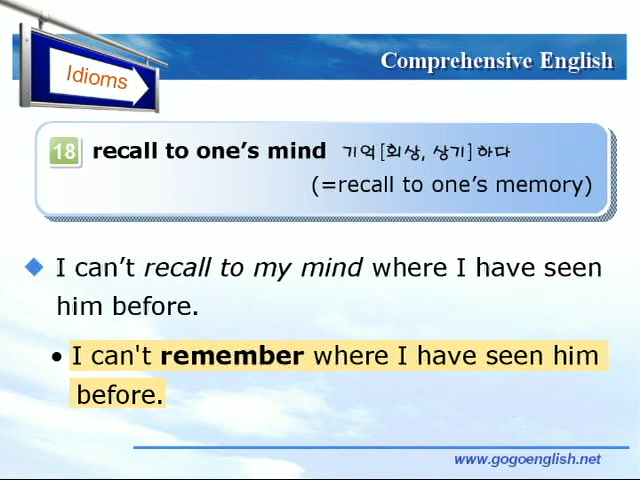 Idioms
Comprehensive English
18 recall to one’s mind 기억[회상, 상기]하다
(=recall to one’s memory)
I can’t recall to my mind where I have seen
him before.
• I can't remember where I have seen him
before.
www.gogoenglish.net